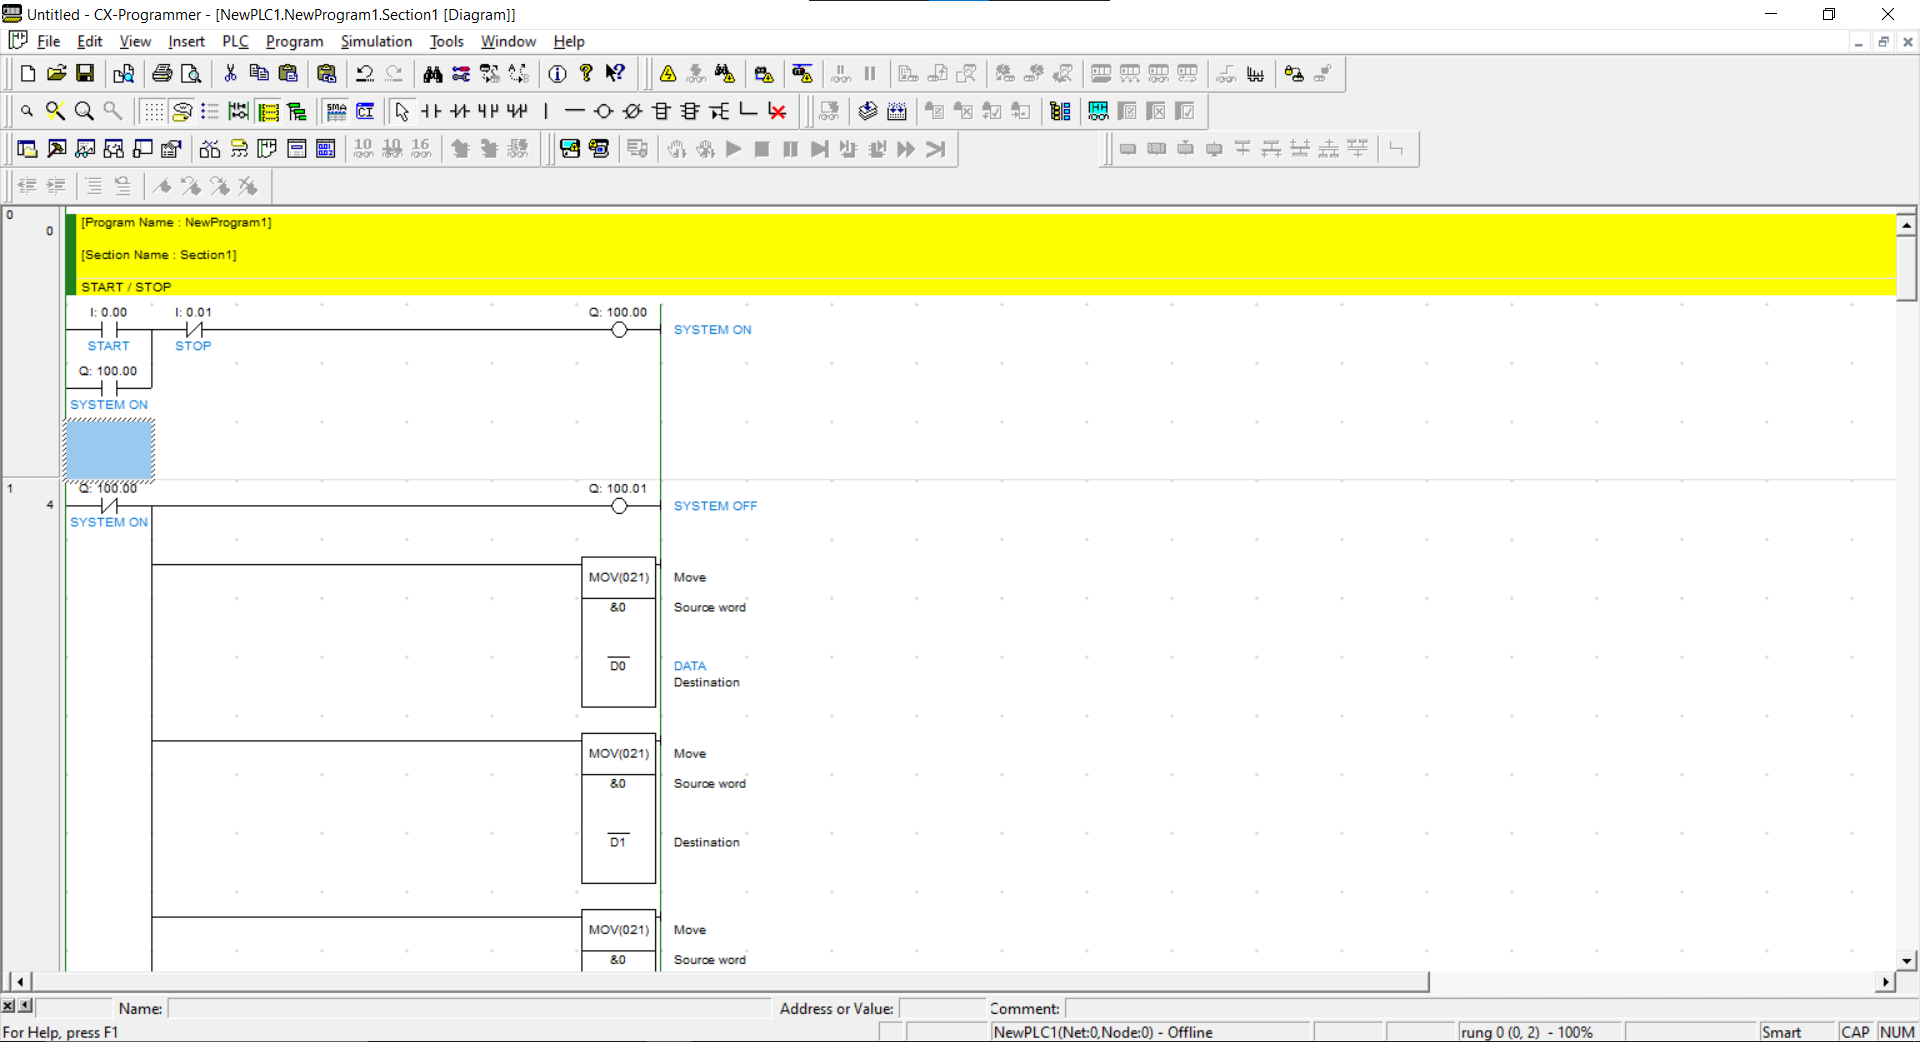 Untitled - CX-Programmer - [NewPLC1.NewProgram1.Section1 [Diagram]]
File Edit View Insert PLC Program Simulation Tools Window Help
SMA CI
10 10 16
0
0
[Program Name : NewProgram1]
[Section Name : Section1]
START / STOP
I: 0.00 I: 0.01 Q: 100.00
SYSTEM ON
START STOP
Q: 100.00
SYSTEM ON
1
Q: 100.00 Q: 100.01
4
SYSTEM OFF
SYSTEM ON
MOV(021) Move
&0 Source word
D0 DATA
Destination
MOV(021) Move
&0 Source word
D1 Destination
MOV(021) Move
&0 Source word
Name: Address or Value: Comment:
For Help, press F1 NewPLC1(Net:0,Node:0) - Offline rung 0 (0, 2) - 100% Smart CAP NUM